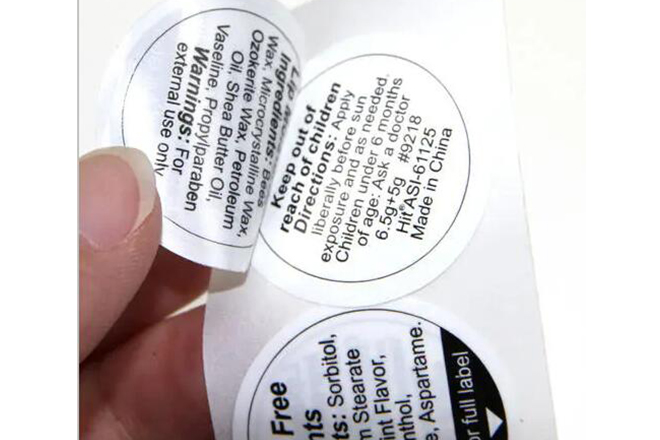 Ingredients: Bees
Wax, Microcrystalline Wax,
Ozokerite Wax, Petroleum
Oil, Shea Butter Oil,
Vaseline, Propylparaben
Warnings: For
external use only
Keep out of
reach of children
Directions: Apply
liberally before sun
exposure and as needed.
Children under 6 months
of age: Ask a doctor
6.5g+5g #9218
Hit® ASI-61125
Made in China
Free
ts: Sorbitol,
Stearate
int Flavor,
nthol,
e, Aspartame.
or full label